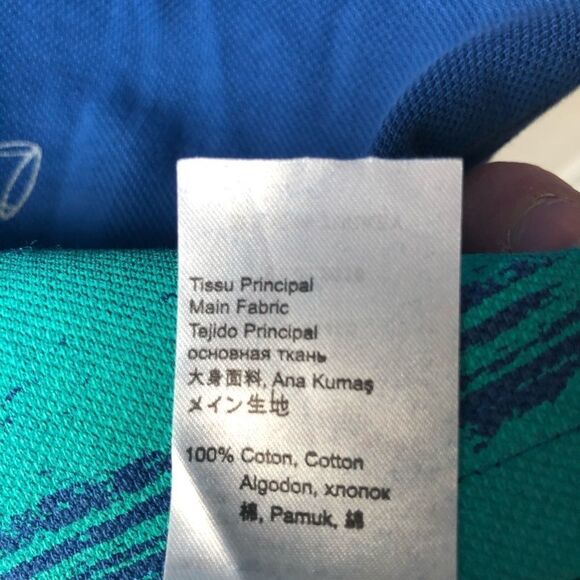 Tissu Principal
Main Fabric
Tejido Principal
основная ткань
大身面料, Ana Kumaş
メイン生地
100% Coton, Cotton
Algodon, хлопок
棉, Pamuk, 綿